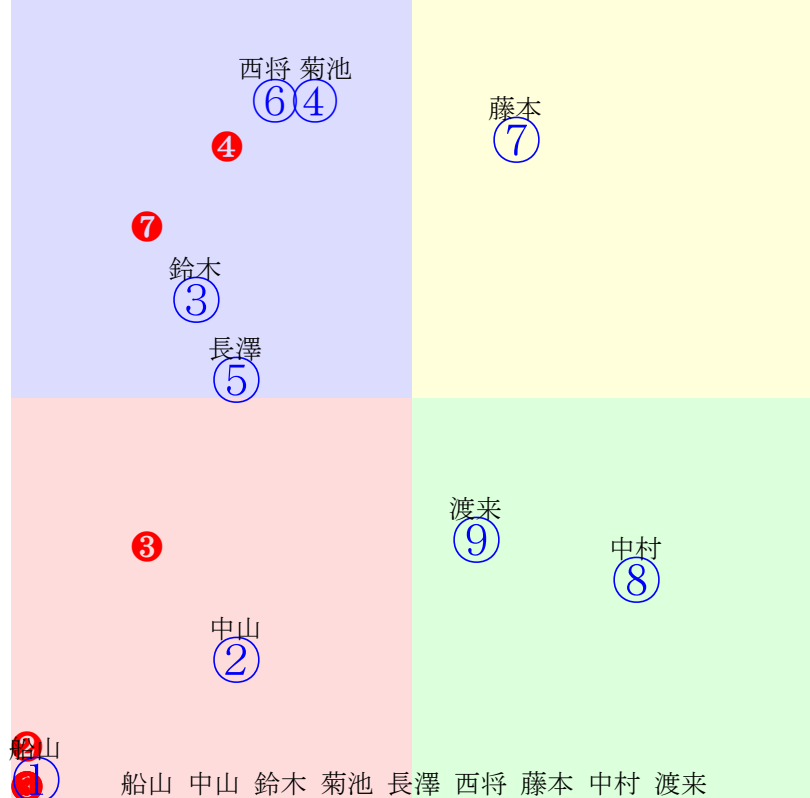 西将 菊池
⑥④
藤本
⑦
❹
❼
鈴木
③
長澤
⑤
渡来
⑨
❸
中村
⑧
中山
②
❷
船山
①
船山 中山 鈴木 菊池 長澤 西将 藤本 中村 渡来